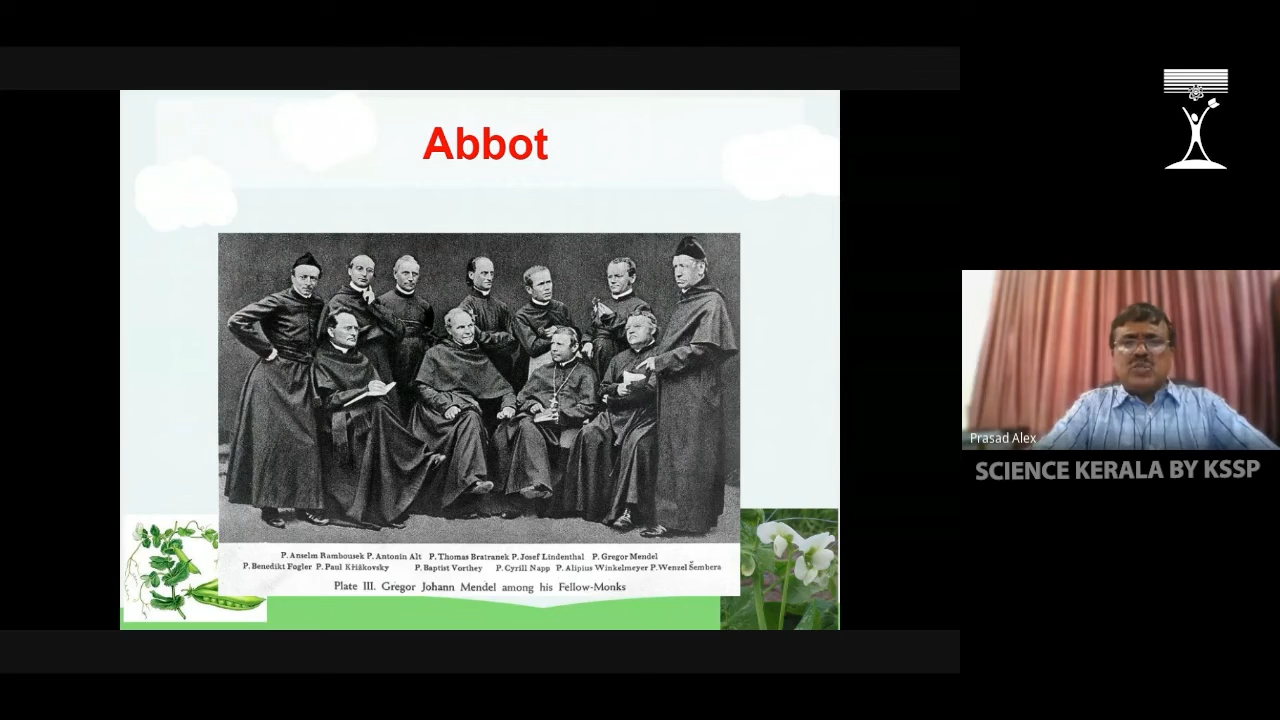 Abbot
P. Anselm Rambousek P. Antonin Alt P. Thomas Bratranek P. Josef Lindenthal P. Gregor Mendel
P. Benedikt Fogler P. Paul Křížkovsky P. Baptist Vorthey P. Cyrill Napp P. Alipius Winkelmeyer P. Wenzel Šembera
Plate III. Gregor Johann Mendel among his Fellow-Monks
Prasad Alex
SCIENCE KERALA BY KSSP